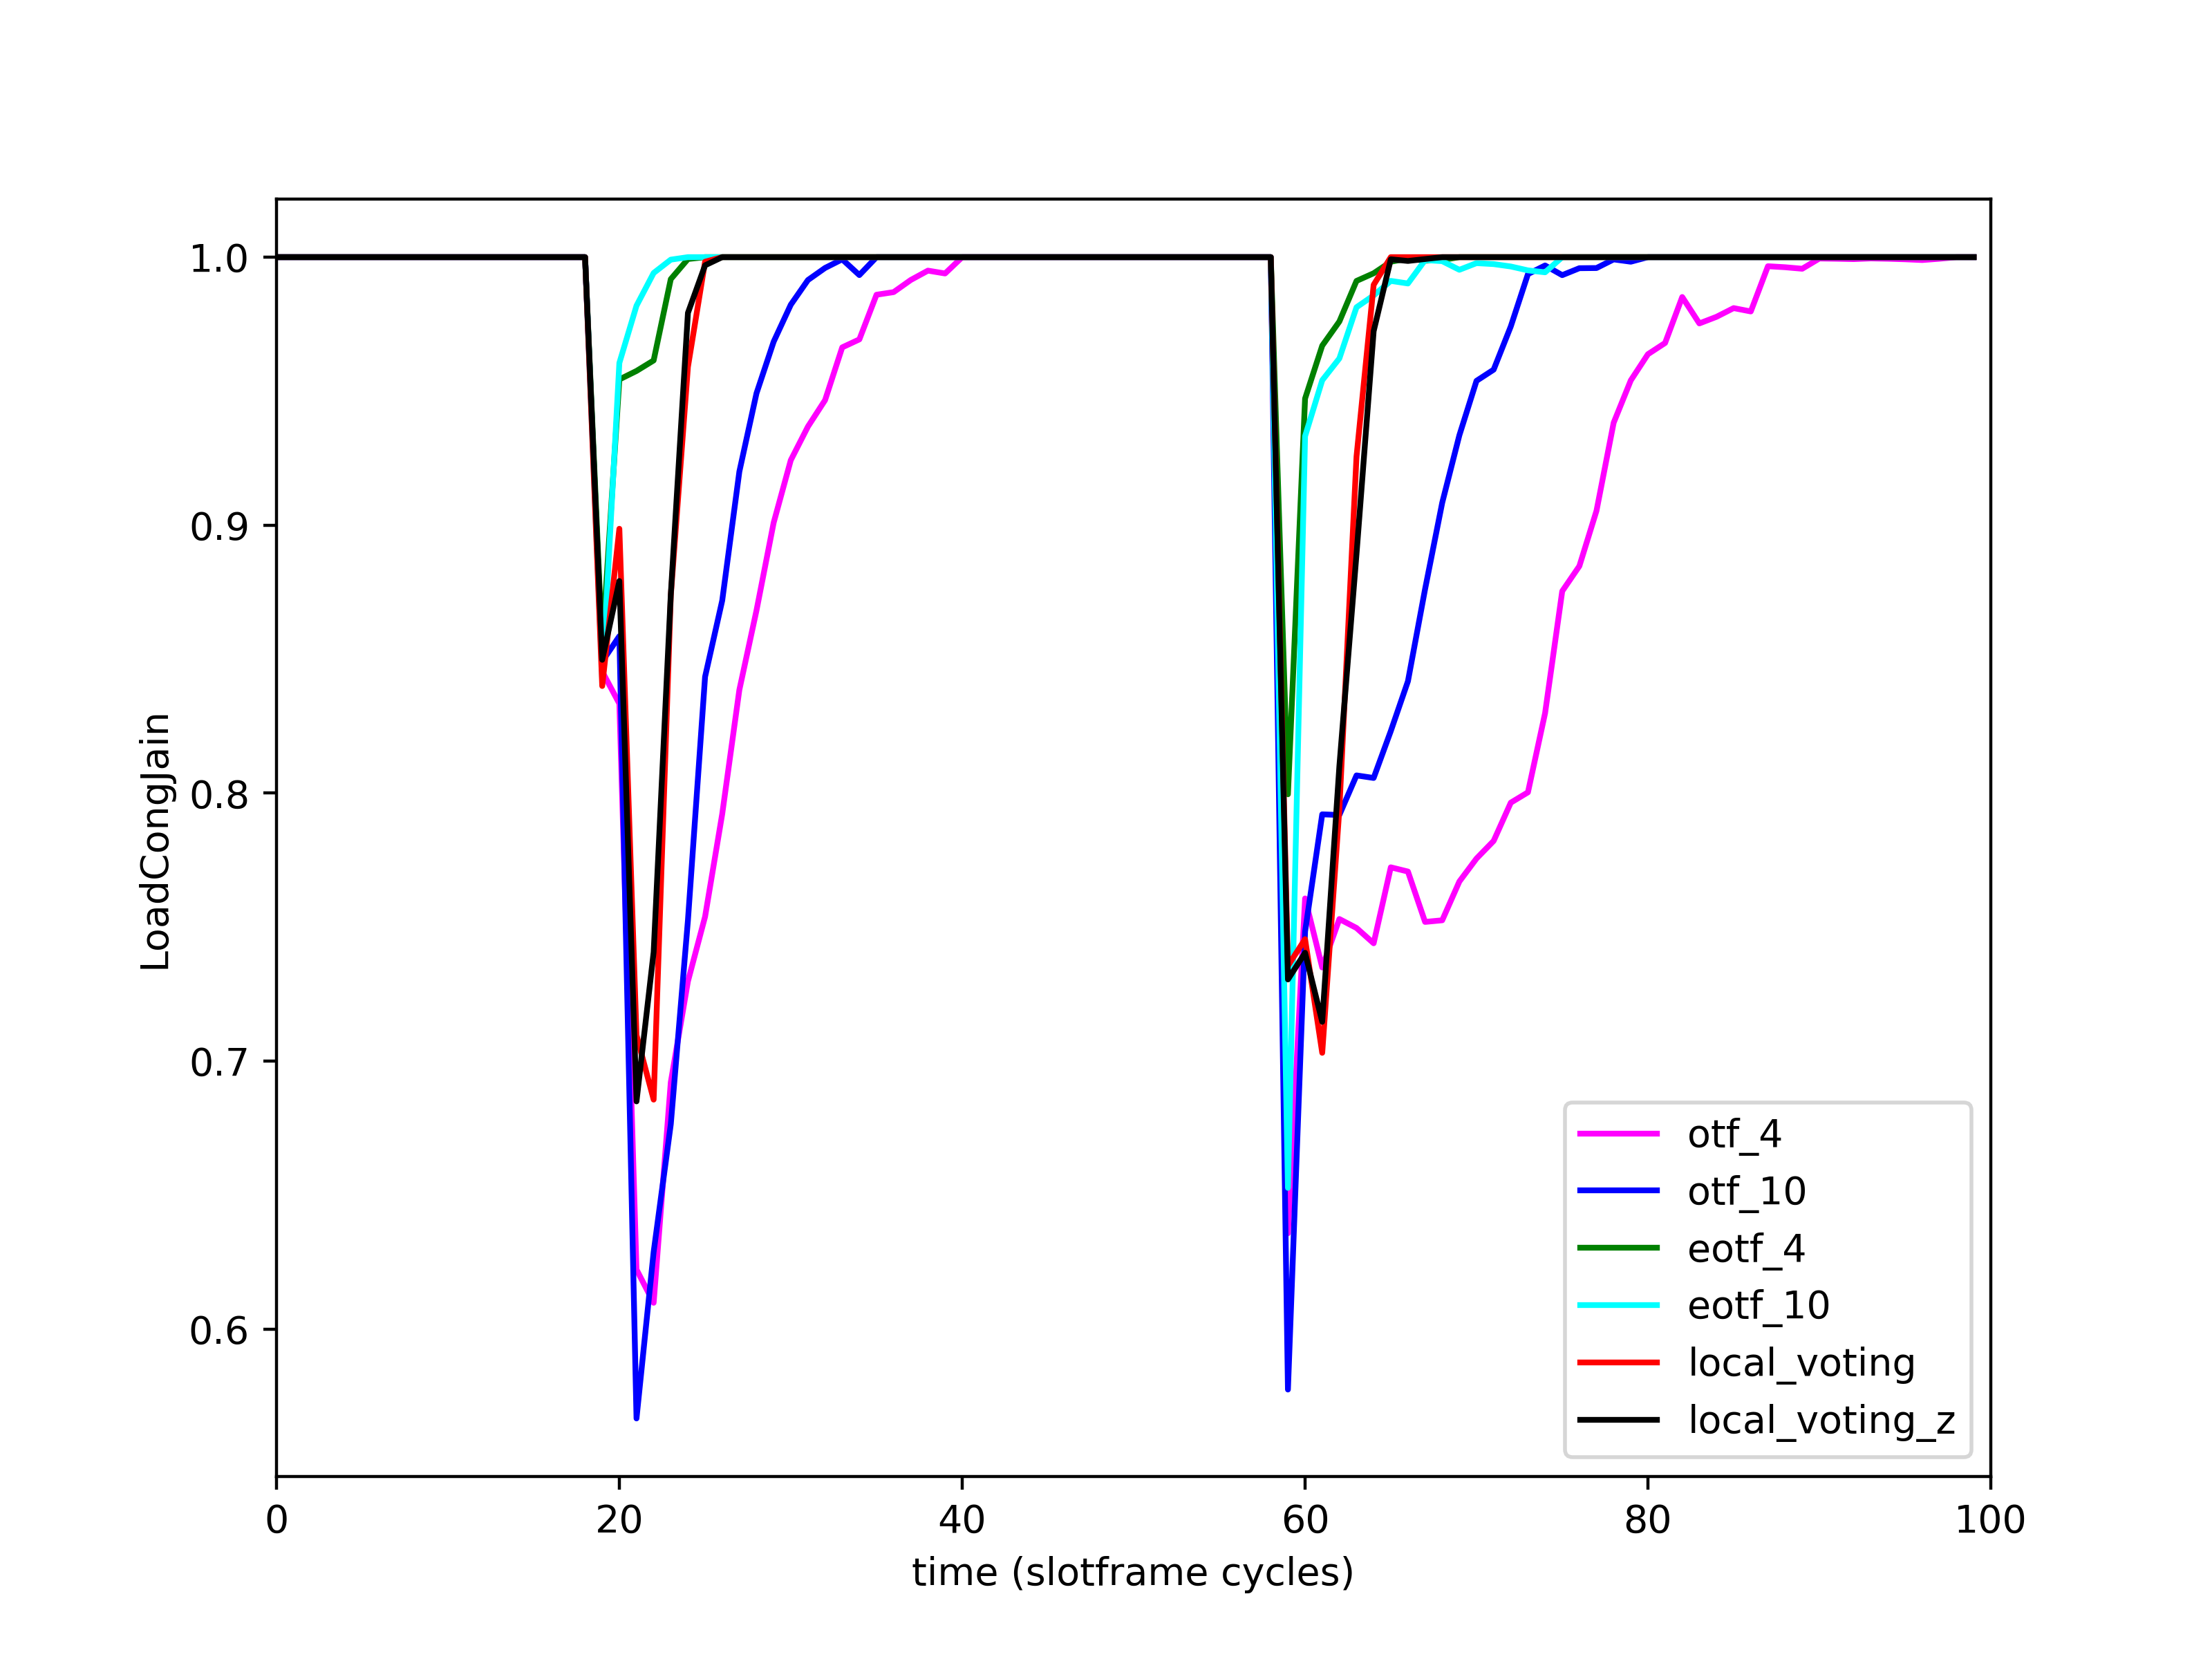 1.0
0.9
0.8
0.7
0.6
LoadCongJain
0 20 40 60 80 100
time (slotframe cycles)
otf_4
otf_10
eotf_4
eotf_10
local_voting
local_voting_z